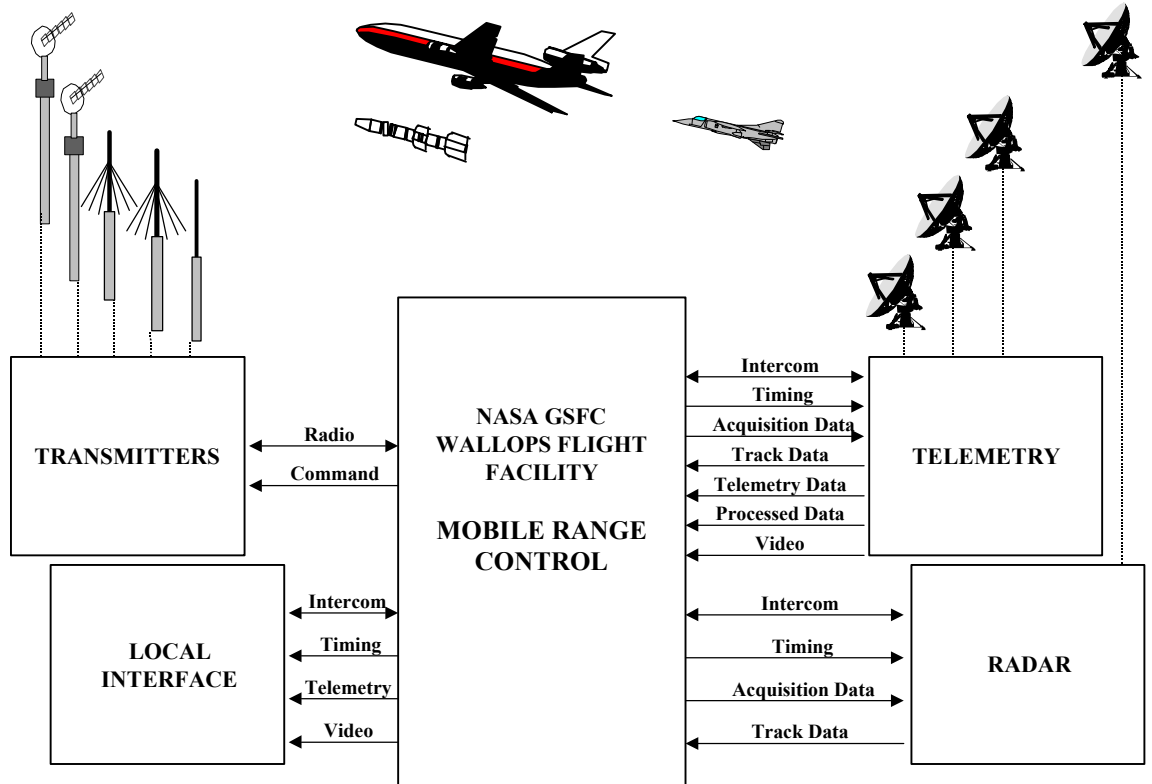 TRANSMITTERS
Radio
Command
LOCAL
INTERFACE
Intercom
Timing
Telemetry
Video
NASA GSFC
WALLOPS FLIGHT
FACILITY
MOBILE RANGE
CONTROL
Intercom
Timing
Acquisition Data
Track Data
Telemetry Data
Processed Data
Video
TELEMETRY
Intercom
Timing
Acquisition Data
Track Data
RADAR